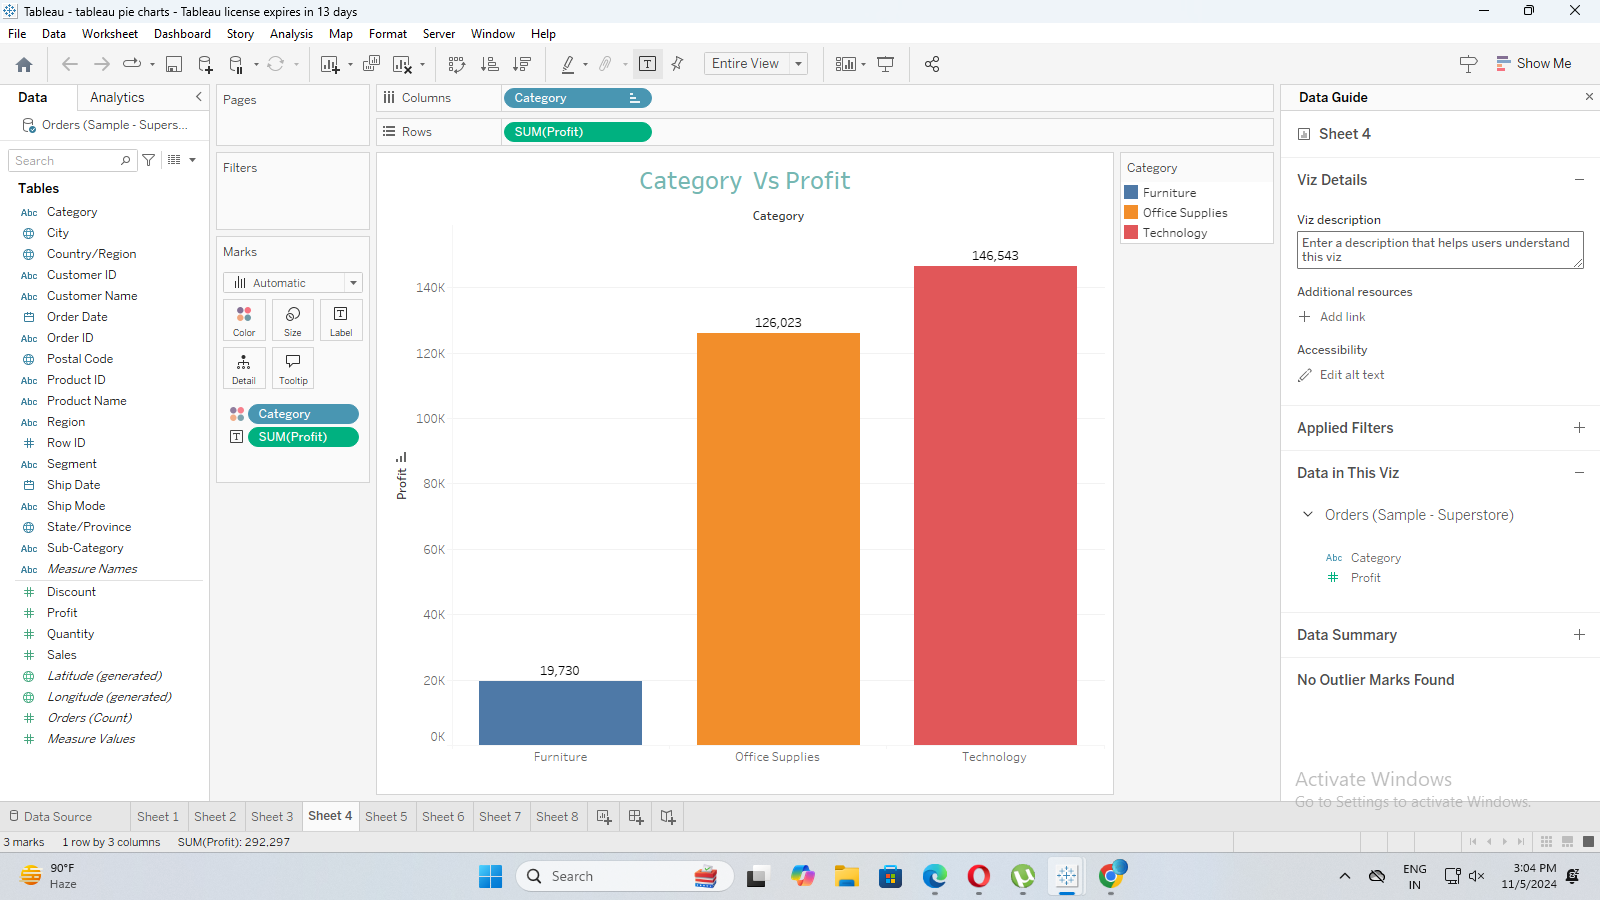 Tableau - tableau pie charts - Tableau license expires in 13 days
File Data Worksheet Dashboard Story Analysis Map Format Server Window Help
Entire View
Show Me
Data Analytics
Orders (Sample - Supers...
Search
Tables
Abc Category
City
Country/Region
Abc Customer ID
Abc Customer Name
Order Date
Abc Order ID
Postal Code
Abc Product ID
Abc Product Name
Abc Region
Row ID
Abc Segment
Ship Date
Abc Ship Mode
State/Province
Abc Sub-Category
Abc Measure Names
Discount
Profit
Quantity
Sales
Latitude (generated)
Longitude (generated)
Orders (Count)
Measure Values
Pages
Filters
Marks
Automatic
Color Size Label
Detail Tooltip
Category
SUM(Profit)
Columns Category
Rows SUM(Profit)
Category Vs Profit
Category
146,543
126,023
19,730
140K
120K
100K
80K
60K
40K
20K
0K
Profit
Furniture Office Supplies Technology
Category
Furniture
Office Supplies
Technology
Data Guide
Sheet 4
Viz Details
Viz description
Enter a description that helps users understand
this viz
Additional resources
Add link
Accessibility
Edit alt text
Applied Filters
Data in This Viz
Orders (Sample - Superstore)
Abc Category
Profit
Data Summary
No Outlier Marks Found
Activate Windows
Go to Settings to activate Windows.
Data Source Sheet 1 Sheet 2 Sheet 3 Sheet 4 Sheet 5 Sheet 6 Sheet 7 Sheet 8
3 marks 1 row by 3 columns SUM(Profit): 292,297
90°F
Haze
Search
ENG
IN
3:04 PM
11/5/2024